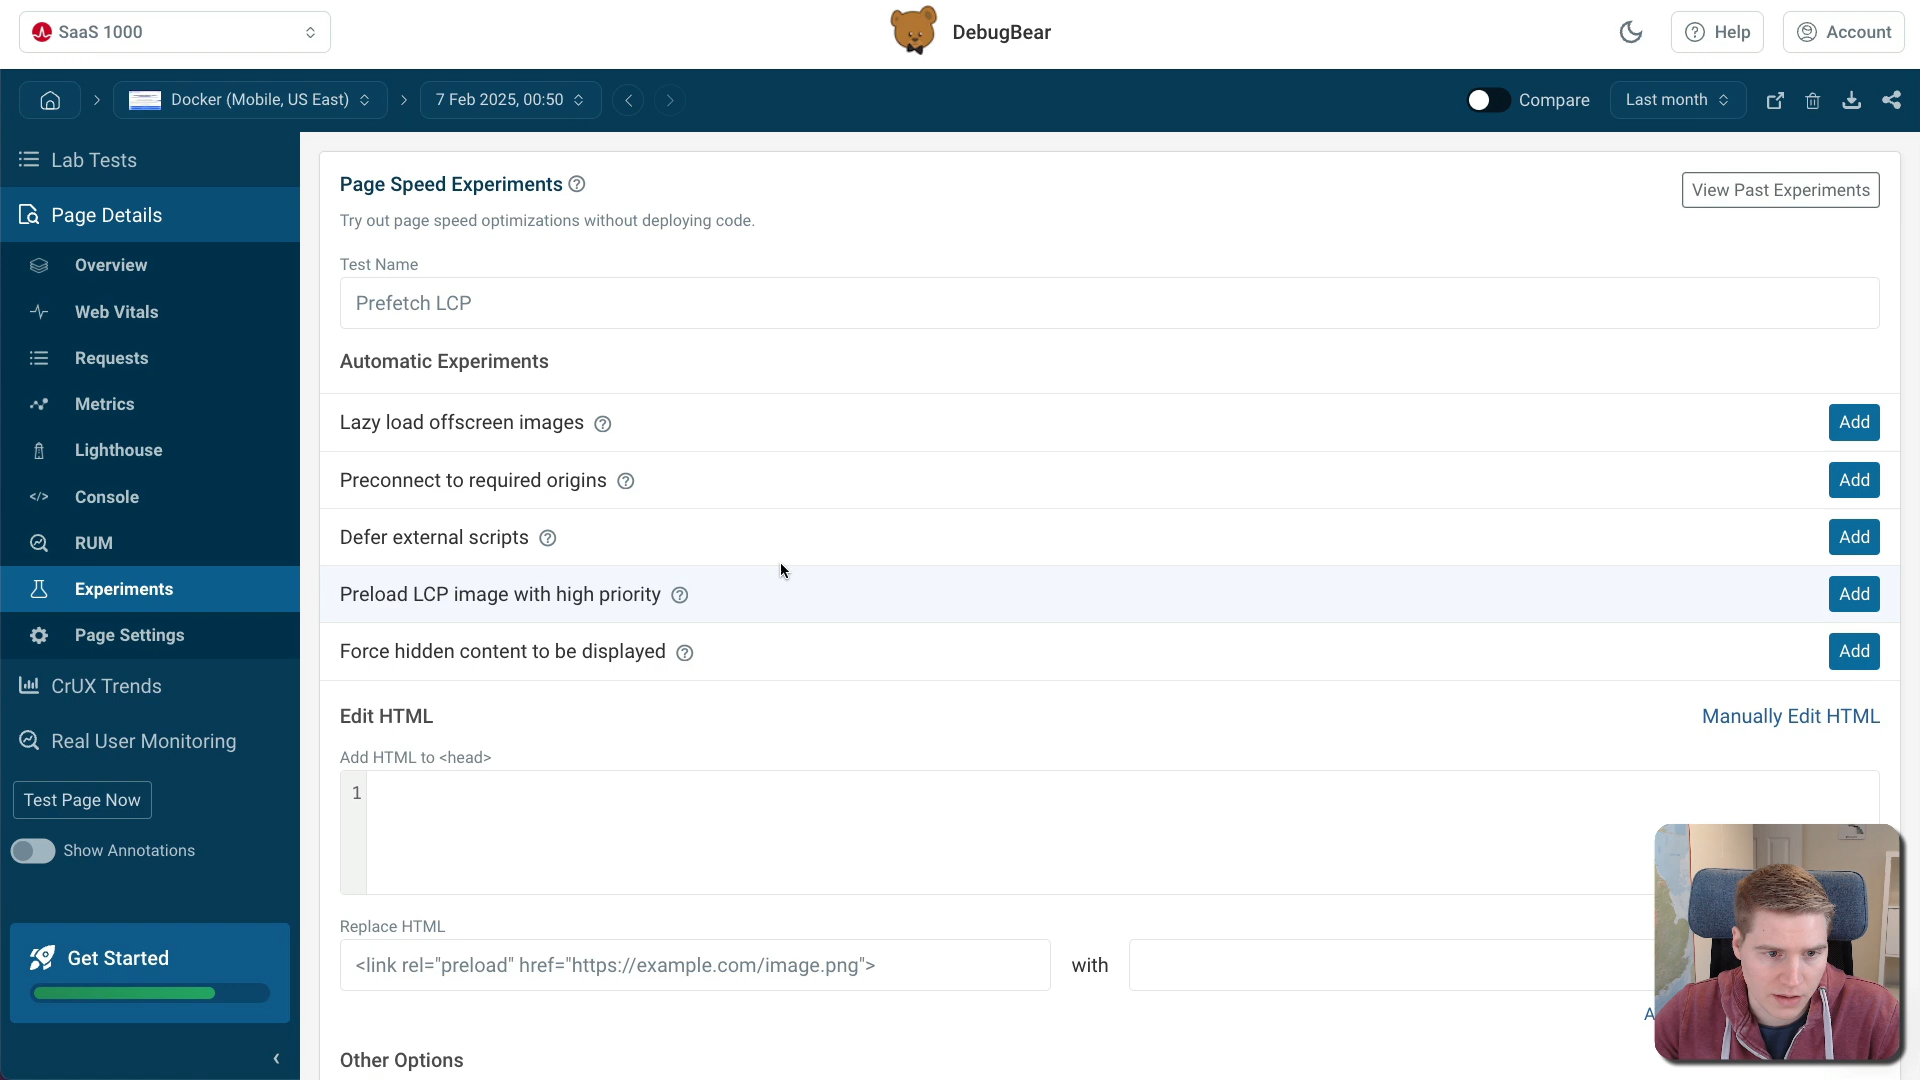 SaaS 1000
DebugBear
Help
Account
Docker (Mobile, US East)
7 Feb 2025, 00:50
Compare
Last month
Lab Tests
Page Details
Overview
Web Vitals
Requests
Metrics
Lighthouse
Console
RUM
Experiments
Page Settings
CrUX Trends
Real User Monitoring
Test Page Now
Show Annotations
Get Started
Page Speed Experiments
View Past Experiments
Try out page speed optimizations without deploying code.
Test Name
Prefetch LCP
Automatic Experiments
Lazy load offscreen images
Add
Preconnect to required origins
Add
Defer external scripts
Add
Preload LCP image with high priority
Add
Force hidden content to be displayed
Add
Edit HTML
Manually Edit HTML
Add HTML to <head>
1
Replace HTML
<link rel="preload" href="https://example.com/image.png">
with
Other Options